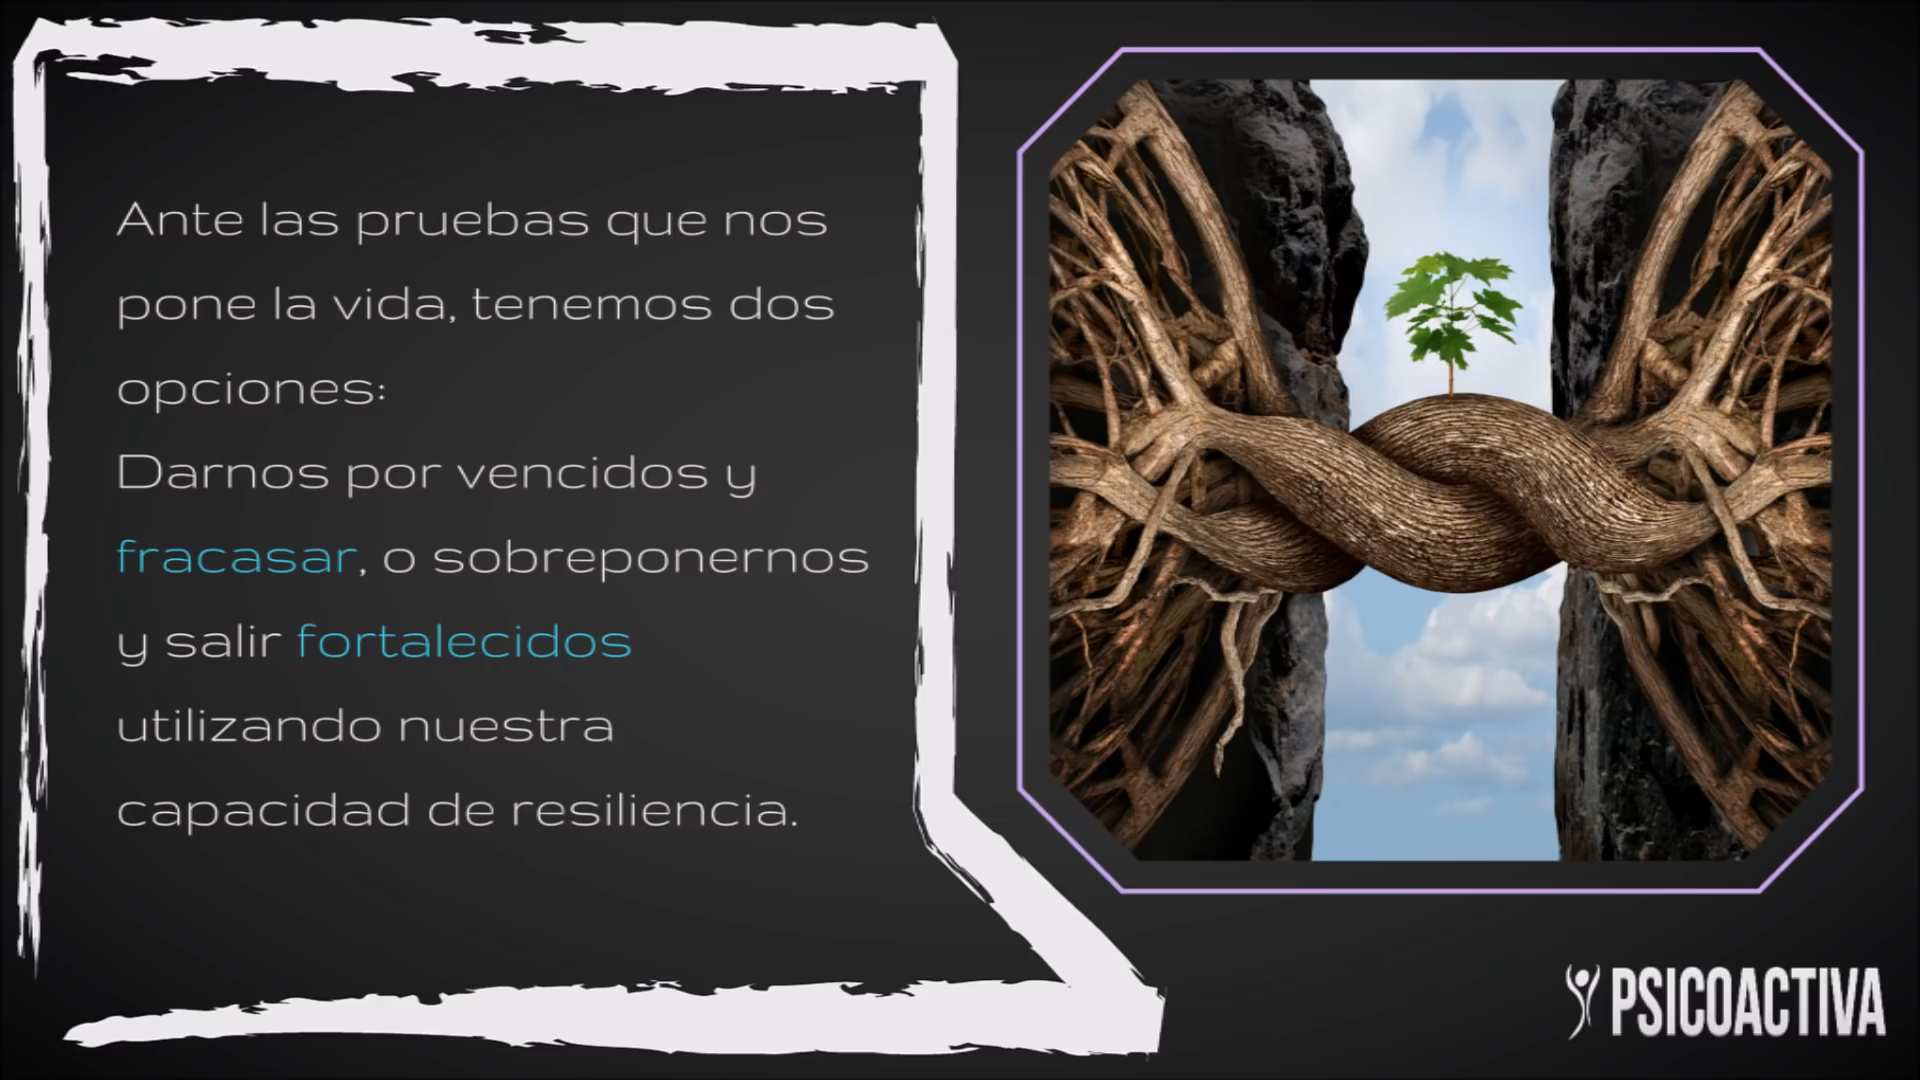 Ante las pruebas que nos
pone la vida, tenemos dos
opciones:
Darnos por vencidos y
fracasar, o sobreponernos
y salir fortalecidos
utilizando nuestra
capacidad de resiliencia.
PSICOACTIVA